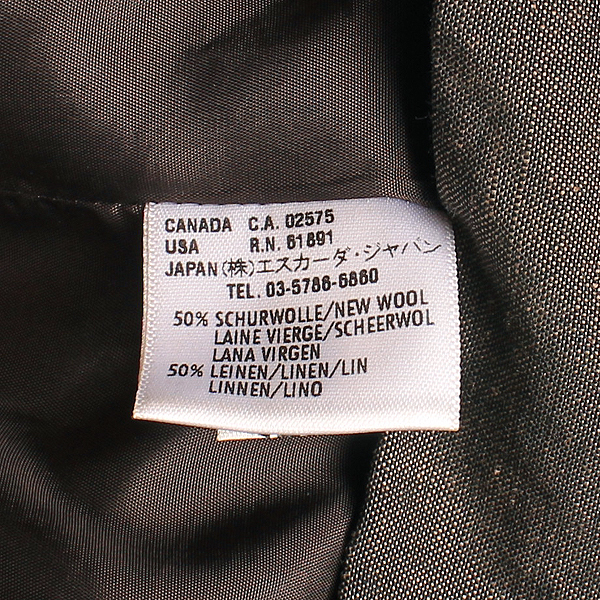 CANADA C.A. 02575
USA R.N. 61891
JAPAN (株)エスカーダ・ジャパン
TEL. 03-5786-6860
50% SCHURWOLLE/NEW WOOL
LAINE VIERGE/SCHEERWOL
LANA VIRGEN
50% LEINEN/LINEN/LIN
LINNEN/LINO